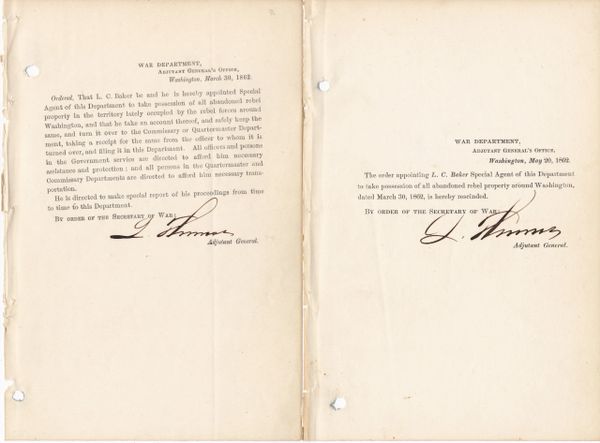 WAR DEPARTMENT,
ADJUTANT GENERAL'S OFFICE,
Washington, March 30, 1862.
Ordered, That L. C. Baker be and he is hereby appointed Special
Agent of this Department to take possession of all abandoned rebel
property in the territory lately occupied by the rebel forces around
Washington, and that he take an account thereof, and safely keep the
same, and turn it over to the Commissary or Quartermaster Depart-
ment, taking a receipt for the same from the officer to whom it is
turned over, and filing it in this Department. All officers and persons
in the Government service are directed to afford him necessary
assistance and protection; and all persons in the Quartermaster and
Commissary Departments are directed to afford him necessary trans-
portation.
He is directed to make special report of his proceedings from time
to time to this Department.
BY ORDER OF THE SECRETARY OF WAR:
L. Thomas
Adjutant General.
WAR DEPARTMENT,
ADJUTANT GENERAL'S OFFICE,
Washington, May 20, 1862.
The order appointing L. C. Baker Special Agent of this Department
to take possession of all abandoned rebel property around Washington,
dated March 30, 1862, is hereby rescinded.
BY ORDER OF THE SECRETARY OF WAR:
L. Thomas
Adjutant General.